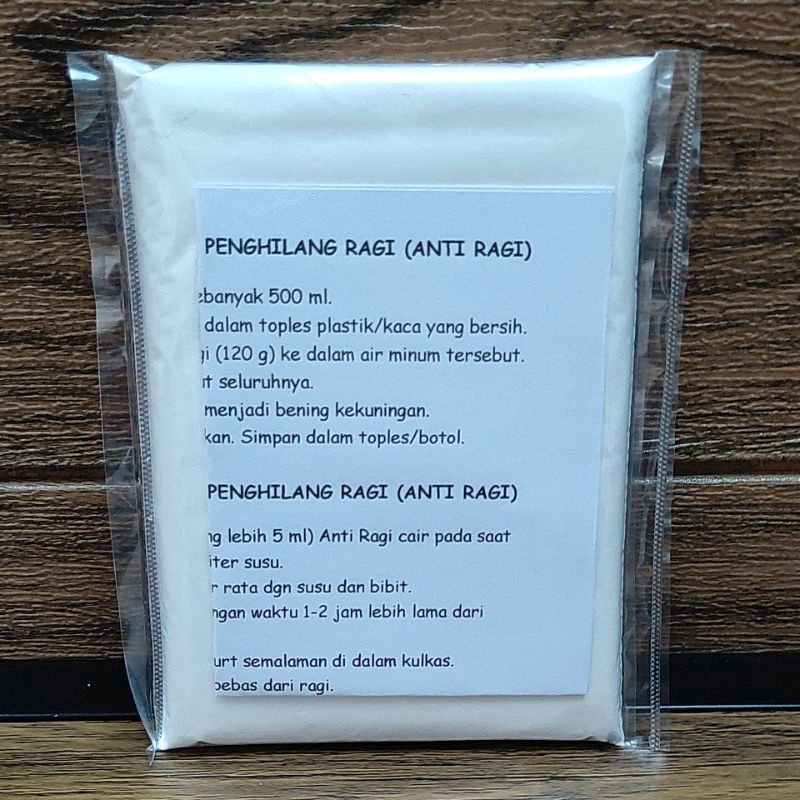 PENGHILANG RAGI (ANTI RAGI)
ebanyak 500 ml.
dalam toples plastik/kaca yang bersih.
gi (120 g) ke dalam air minum tersebut.
ut seluruhnya.
menjadi bening kekuningan.
kan. Simpan dalam toples/botol.
PENGHILANG RAGI (ANTI RAGI)
ng lebih 5 ml) Anti Ragi cair pada saat
iter susu.
r rata dgn susu dan bibit.
ngan waktu 1-2 jam lebih lama dari
urt semalaman di dalam kulkas.
bebas dari ragi.